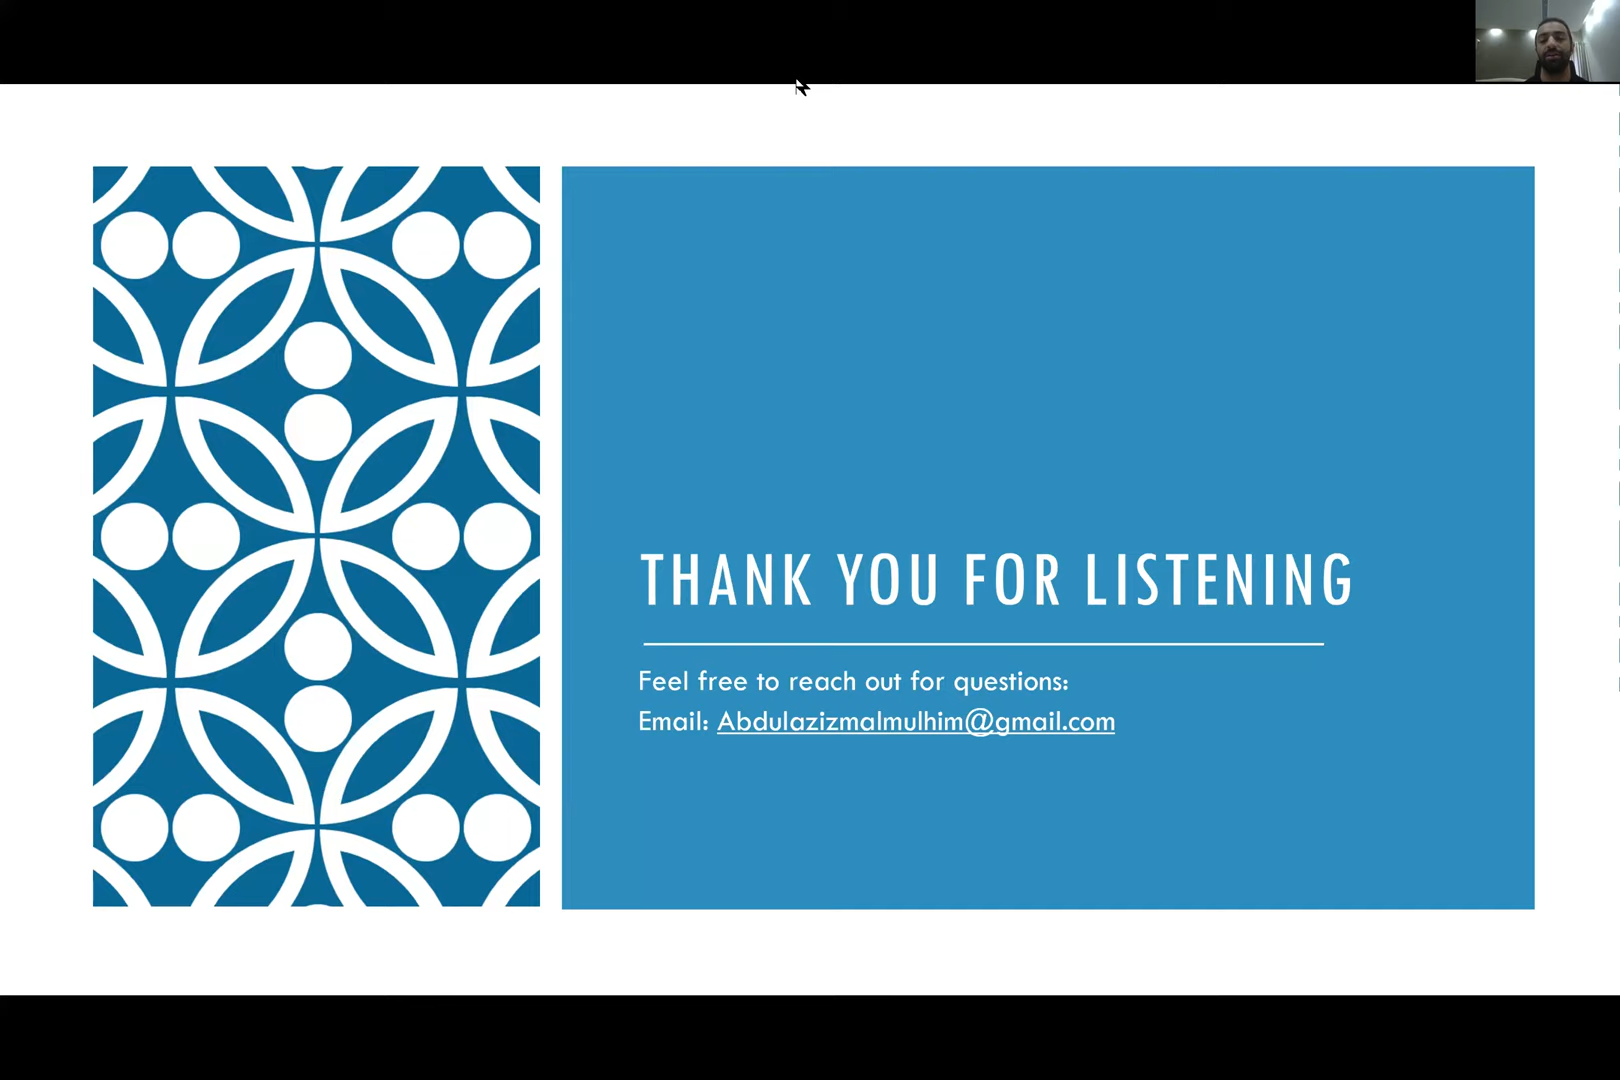 THANK YOU FOR LISTENING
Feel free to reach out for questions:
Email: Abdulazizmalmulhim@gmail.com